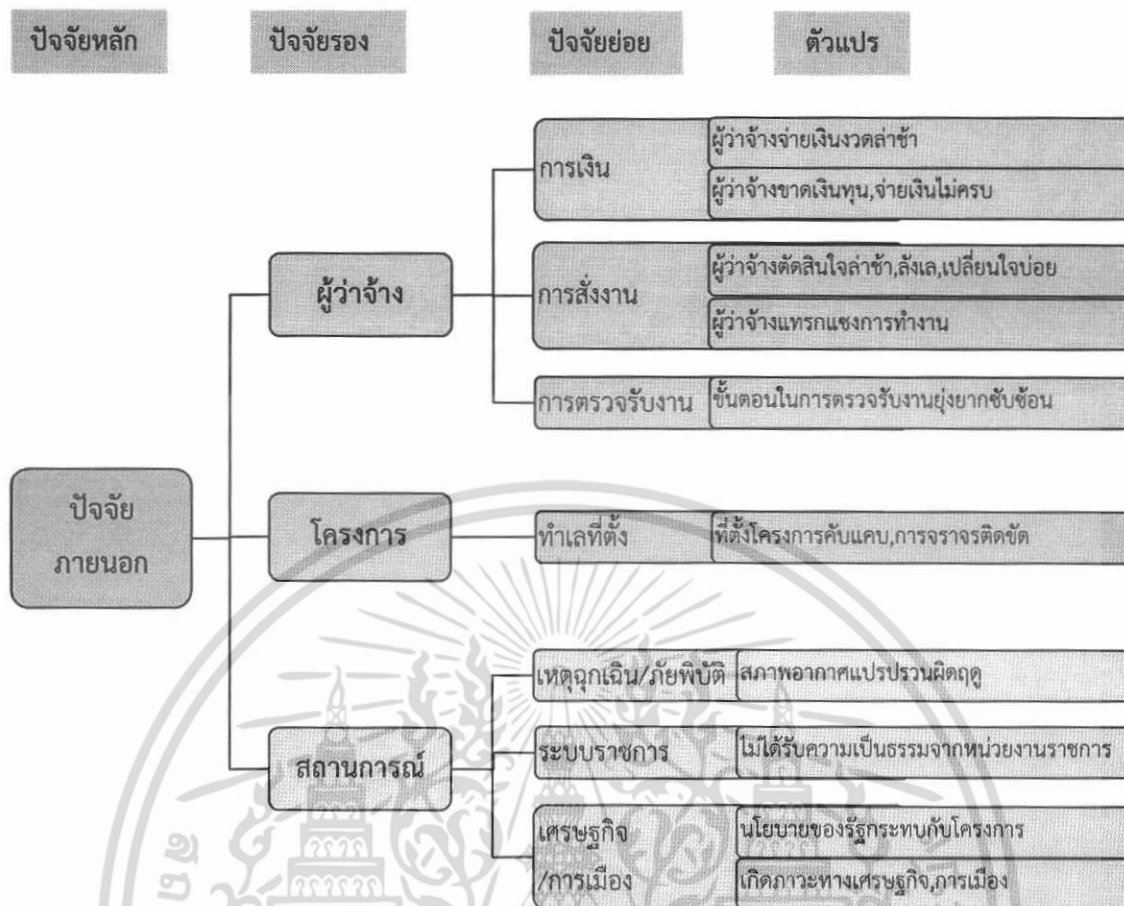 ปัจจัยหลัก ปัจจัยรอง ปัจจัยย่อย ตัวแปร
การเงิน
ผู้ว่าจ้างจ่ายเงินงวดล่าช้า
ผู้ว่าจ้างขาดเงินทุน,จ่ายเงินไม่ครบ
ผู้ว่าจ้าง
การสั่งงาน
ผู้ว่าจ้างตัดสินใจล่าช้า,ลังเล,เปลี่ยนใจบ่อย
ผู้ว่าจ้างแทรกแซงการทำงาน
การตรวจรับงาน
ขั้นตอนในการตรวจรับงานยุ่งยากซับซ้อน
ปัจจัย
ภายนอก
โครงการ
ทำเลที่ตั้ง
ที่ตั้งโครงการคับแคบ,การจราจรติดขัด
สถานการณ์
เหตุฉุกเฉิน/ภัยพิบัติ
สภาพอากาศแปรปรวนผิดฤดู
ระบบราชการ
ไม่ได้รับความเป็นธรรมจากหน่วยงานราชการ
เศรษฐกิจ
/การเมือง
นโยบายของรัฐกระทบกับโครงการ
เกิดภาวะทางเศรษฐกิจ,การเมือง